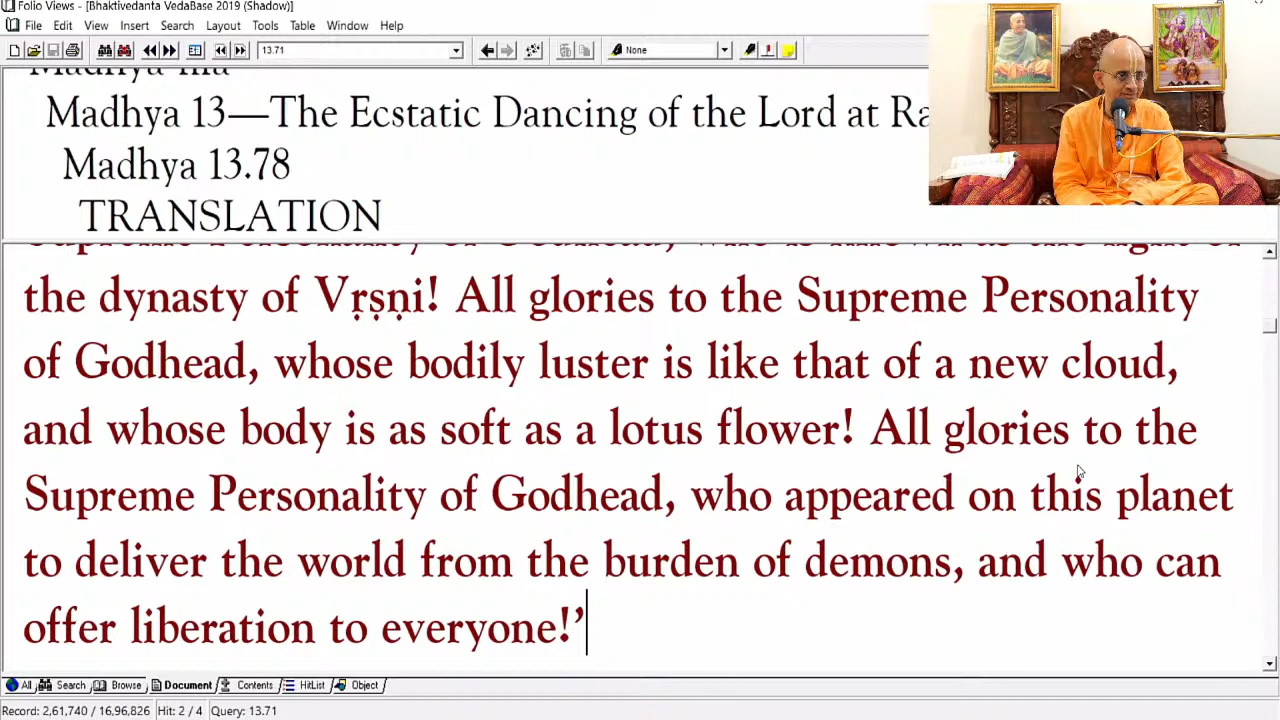 Folio Views - [Bhaktivedanta VedaBase 2019 (Shadow)]
File Edit View Insert Search Layout Tools Table Window Help
13.71 None
Madhya 13—The Ecstatic Dancing of the Lord at Ra
Madhya 13.78
TRANSLATION
the dynasty of Vṛṣṇi! All glories to the Supreme Personality
of Godhead, whose bodily luster is like that of a new cloud,
and whose body is as soft as a lotus flower! All glories to the
Supreme Personality of Godhead, who appeared on this planet
to deliver the world from the burden of demons, and who can
offer liberation to everyone!’
All Search Browse Document Contents HitList Object
Record: 2,61,740 / 16,96,826 Hit: 2 / 4 Query: 13.71